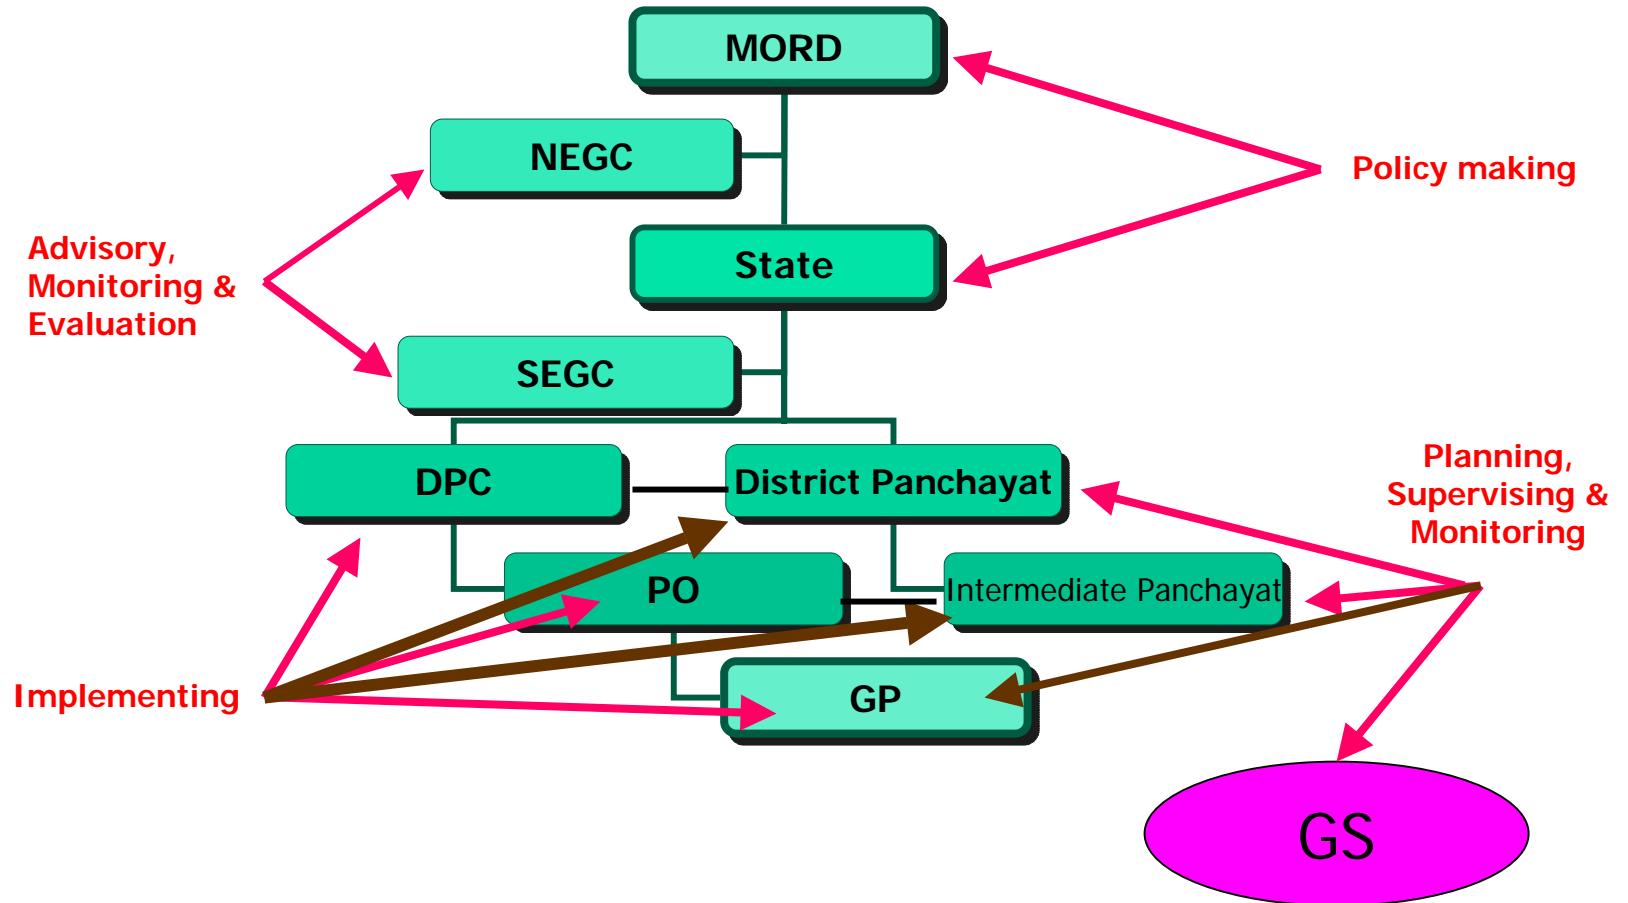 MORD
NEGC
Policy making
Advisory,
Monitoring &
Evaluation
State
SEGC
DPC
District Panchayat
Planning,
Supervising &
Monitoring
PO
Intermediate Panchayat
Implementing
GP
GS